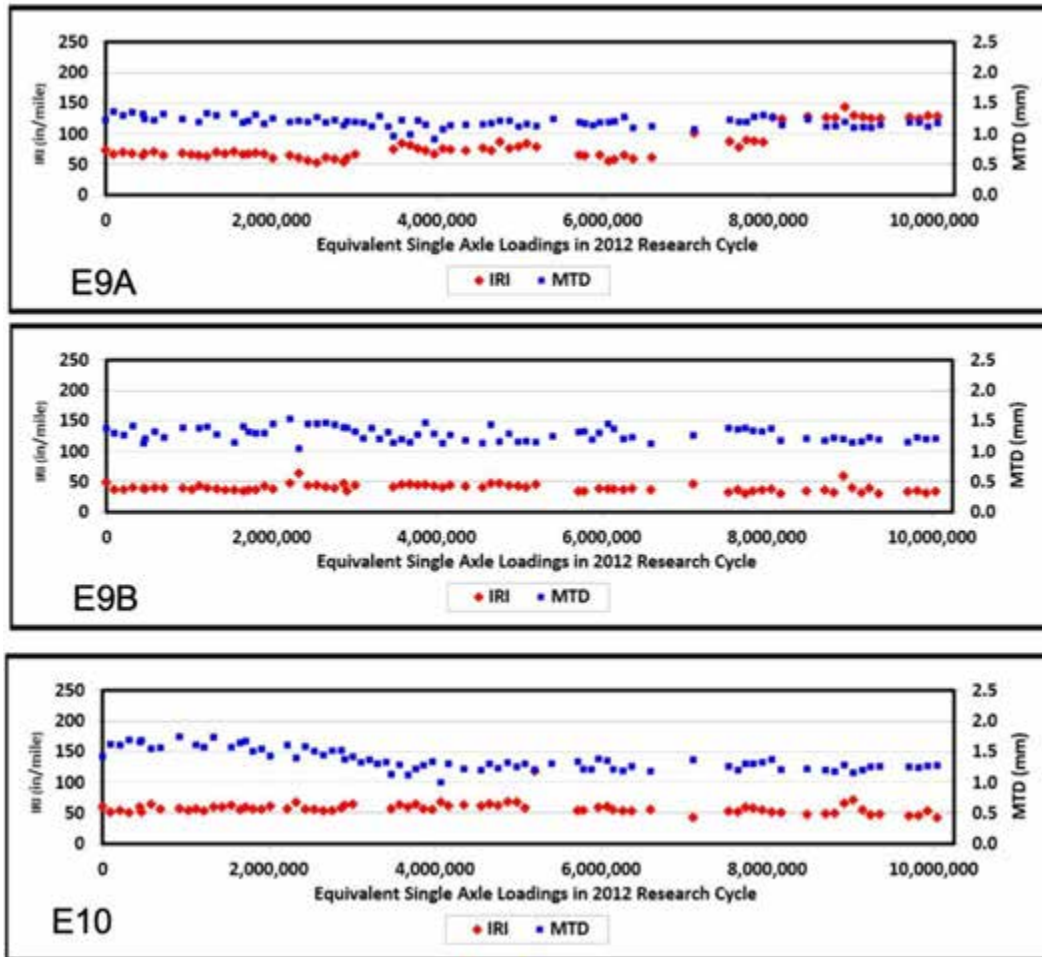 250
200
150
100
50
0
IRI (in/mile)
2.5
2.0
1.5
1.0
0.5
0.0
MTD (mm)
0 2,000,000 4,000,000 6,000,000 8,000,000 10,000,000
Equivalent Single Axle Loadings in 2012 Research Cycle
E9A
IRI MTD
250
200
150
100
50
0
IRI (in/mile)
2.5
2.0
1.5
1.0
0.5
0.0
MTD (mm)
0 2,000,000 4,000,000 6,000,000 8,000,000 10,000,000
Equivalent Single Axle Loadings in 2012 Research Cycle
E9B
IRI MTD
250
200
150
100
50
0
IRI (in/mile)
2.5
2.0
1.5
1.0
0.5
0.0
MTD (mm)
0 2,000,000 4,000,000 6,000,000 8,000,000 10,000,000
Equivalent Single Axle Loadings in 2012 Research Cycle
E10
IRI MTD